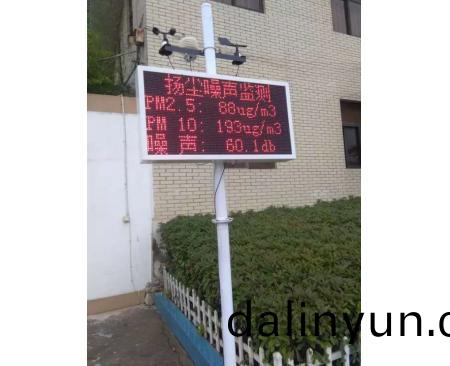 扬尘噪声监测
PM2.5: 88ug/m3
PM 10: 193ug/m3
噪 声: 60.1db
dalinyun.c